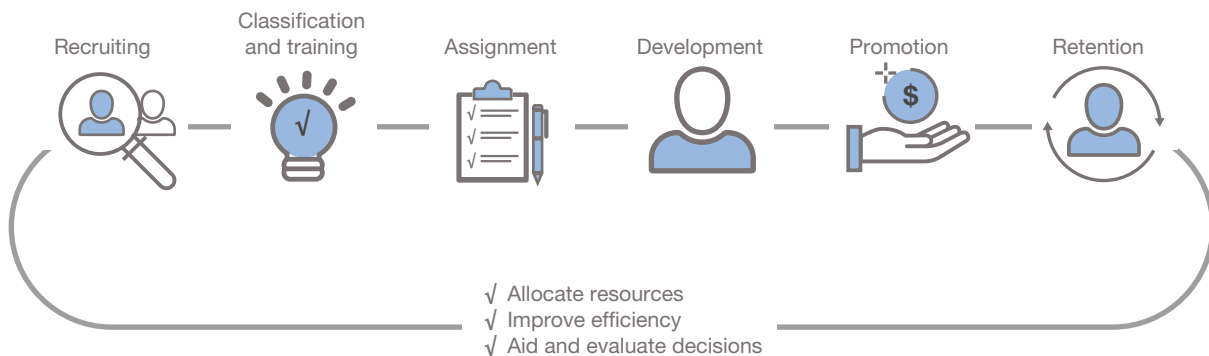 Recruiting
Classification
and training
√
Assignment
√
√
√
Development
Promotion
$
Retention
√ Allocate resources
√ Improve efficiency
√ Aid and evaluate decisions